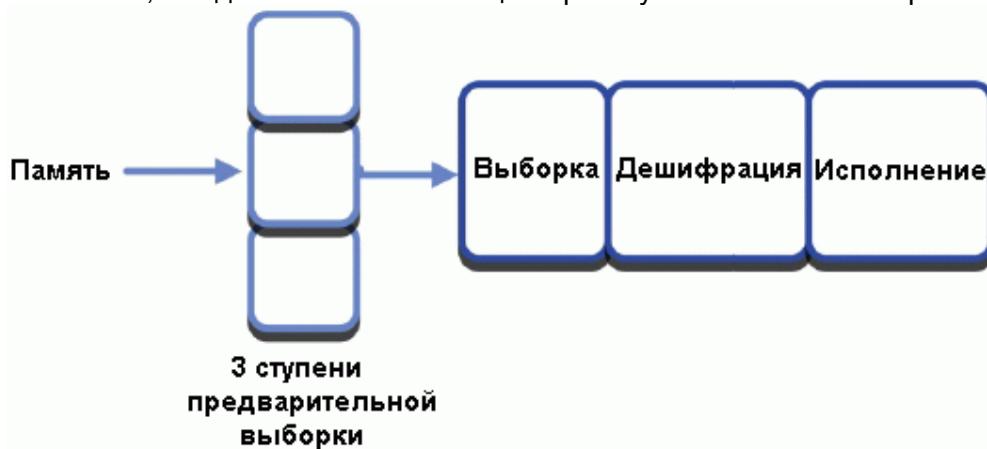 Память
Выборка
Дешифрация
Исполнение
3 ступени
предварительной
выборки